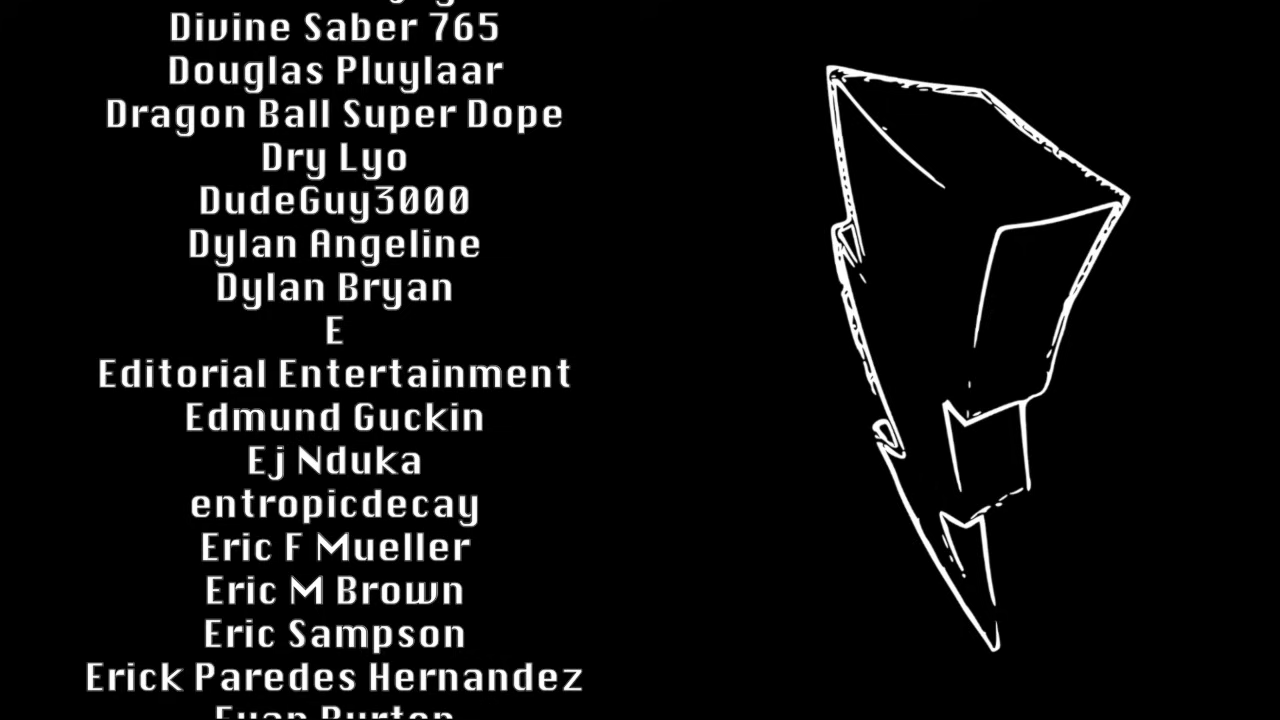 Divine Saber 765
Douglas Pluylaar
Dragon Ball Super Dope
Dry Lyo
DudeGuy3000
Dylan Angeline
Dylan Bryan
E
Editorial Entertainment
Edmund Guckin
Ej Nduka
entropicdecay
Eric F Mueller
Eric M Brown
Eric Sampson
Erick Paredes Hernandez